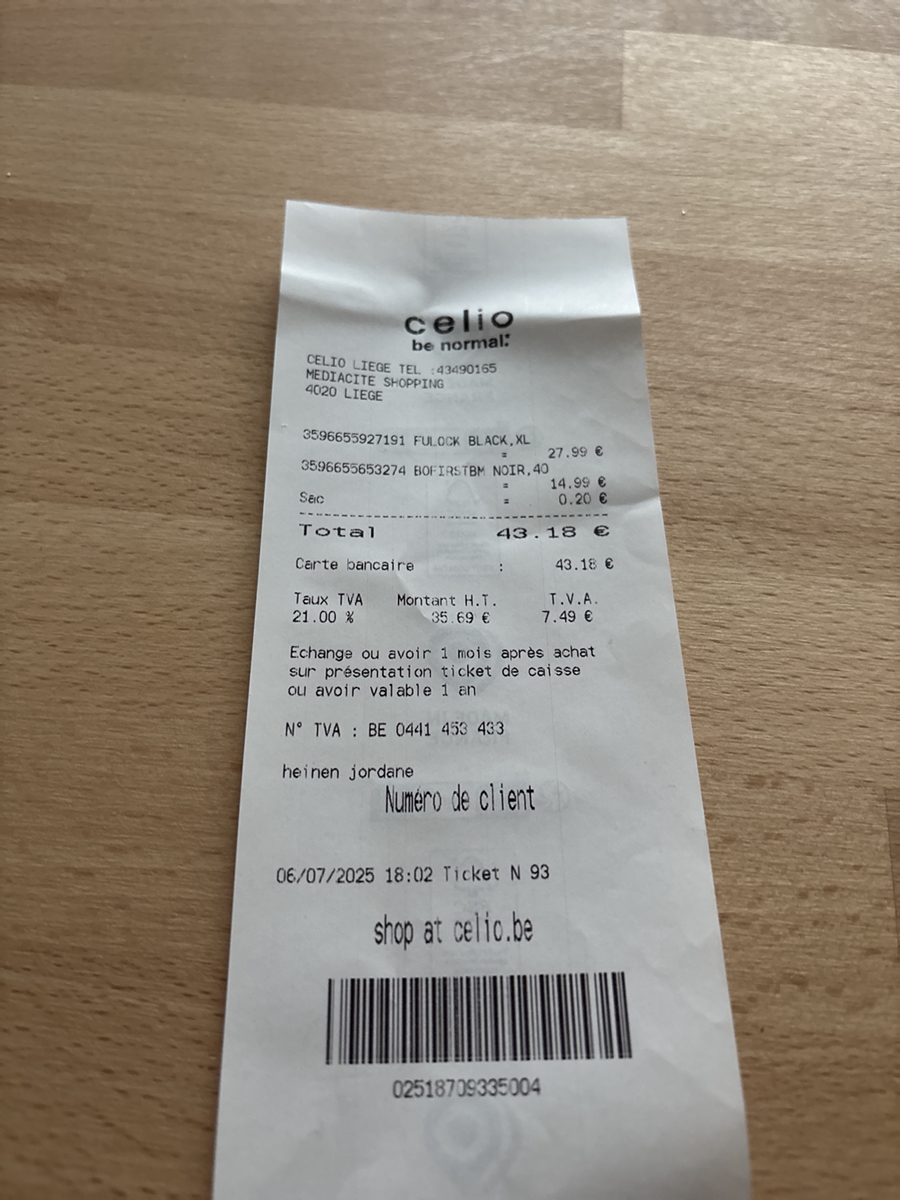 celio
be normal:
CELIO LIEGE TEL :43490165
MEDIACITE SHOPPING
4020 LIEGE
3596655927191 FULOCK BLACK,XL
= 27.99 €
3596655653274 BOFIRSTBM NOIR,40
= 14.99 €
Sac = 0.20 €
Total 43.18 €
Carte bancaire : 43.18 €
Taux TVA Montant H.T. T.V.A.
21.00 % 35.69 € 7.49 €
Echange ou avoir 1 mois après achat
sur présentation ticket de caisse
ou avoir valable 1 an
N° TVA : BE 0441 453 433
heinen jordane
Numéro de client
06/07/2025 18:02 Ticket N 93
shop at celio.be
02518709335004